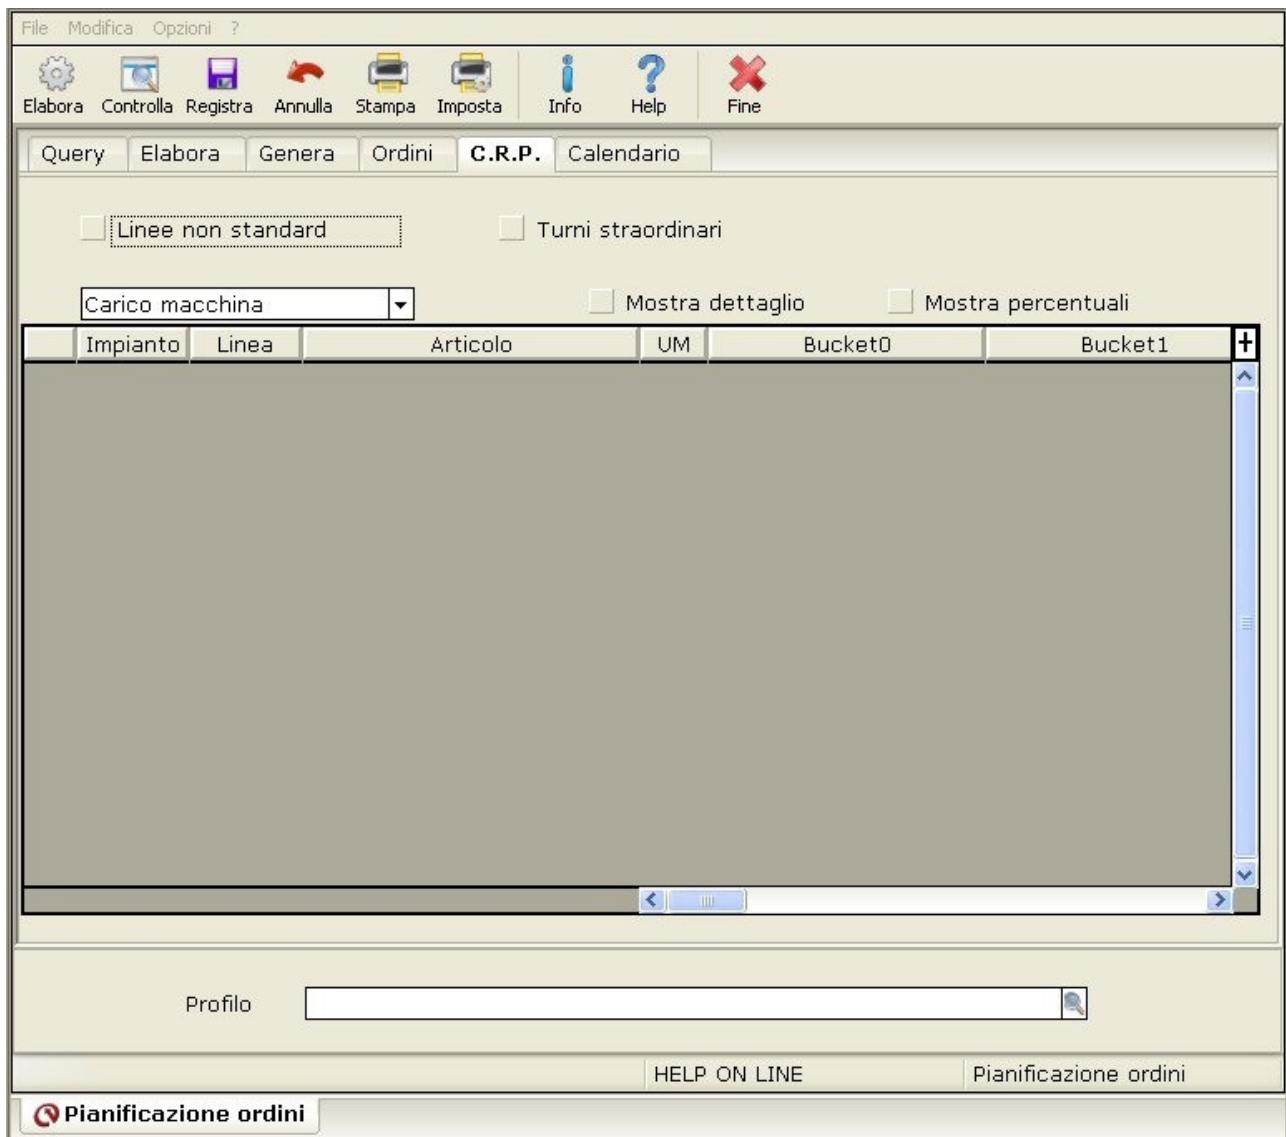 File Modifica Opzioni ?
Elabora Controlla Registra Annulla Stampa Imposta Info Help Fine
Query Elabora Genera Ordini C.R.P. Calendario
Linee non standard Turni straordinari
Carico macchina Mostra dettaglio Mostra percentuali
Impianto Linea Articolo UM Bucket0 Bucket1 +
Profilo
HELP ON LINE Pianificazione ordini
Pianificazione ordini